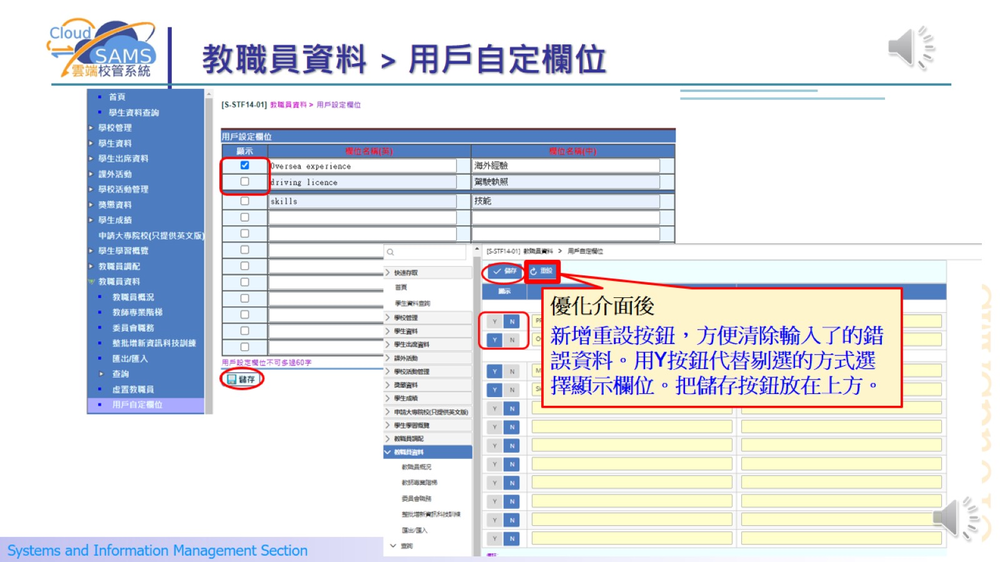 Cloud
SAMS
雲端校管系統
教職員資料 > 用戶自定欄位
首頁
學生資料查詢
學校管理
學生資料
學生出席資料
課外活動
學校活動管理
獎懲資料
學生成績
申請大專院校(只提供英文版)
學生學習概覽
教職員調配
教職員資料
教職員概況
教師專業階梯
委員會職務
整批增新資訊科技訓練
匯出/匯入
查詢
虛置教職員
用戶自定欄位
[S-STF14-01] 教職員資料 > 用戶設定欄位
用戶設定欄位
顯示 欄位名稱(英) 欄位名稱(中)
Oversea experience 海外經驗
driving licence 駕駛執照
skills 技能
用戶設定欄位不可多過60字
儲存
[S-STF14-01] 教職員資料 > 用戶自定欄位
快速存取
首頁
學生資料查詢
學校管理
學生資料
學生出席資料
課外活動
學校活動管理
獎懲資料
學生成績
申請大專院校(只提供英文版)
學生學習概覽
教職員調配
教職員資料
教職員概況
教師專業階梯
委員會職務
整批增新資訊科技訓練
匯出/匯入
查詢
儲存 重設
顯示
Y N
Y N
Y N
Y N
Y N
Y N
Y N
Y N
Y N
Y N
Y N
Y N
優化介面後
新增重設按鈕，方便清除輸入了的錯
誤資料。用Y按鈕代替剔選的方式選
擇顯示欄位。把儲存按鈕放在上方。
Systems and Information Management Section